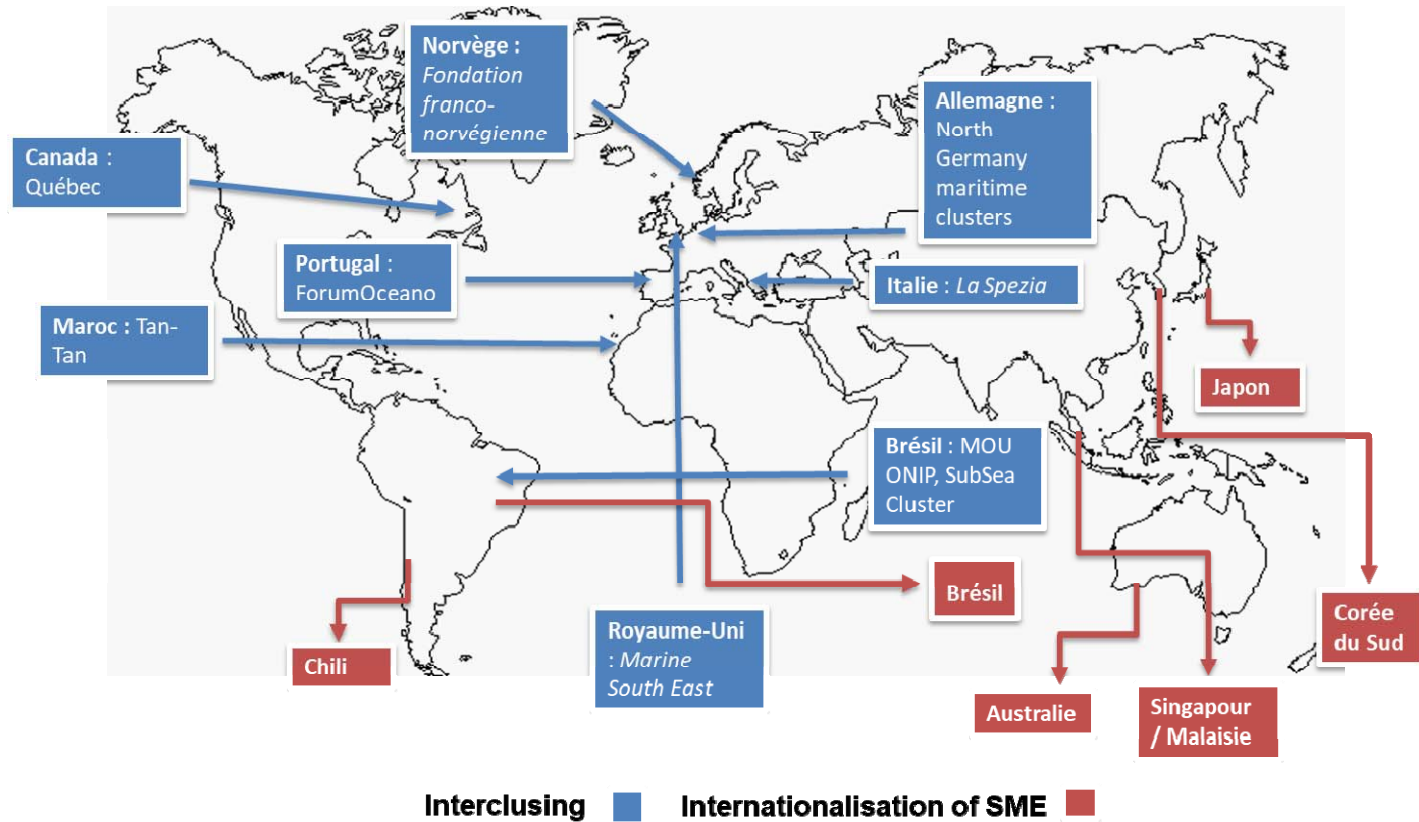 Norvège :
Fondation
franco-
norvégienne
Allemagne :
North
Germany
maritime
clusters
Canada :
Québec
Portugal :
ForumOceano
Italie : La Spezia
Maroc : Tan-
Tan
Japon
Brésil : MOU
ONIP, SubSea
Cluster
Brésil
Royaume-Uni
: Marine
South East
Chili
Corée
du Sud
Australie
Singapour
/ Malaisie
Interclusing
Internationalisation of SME